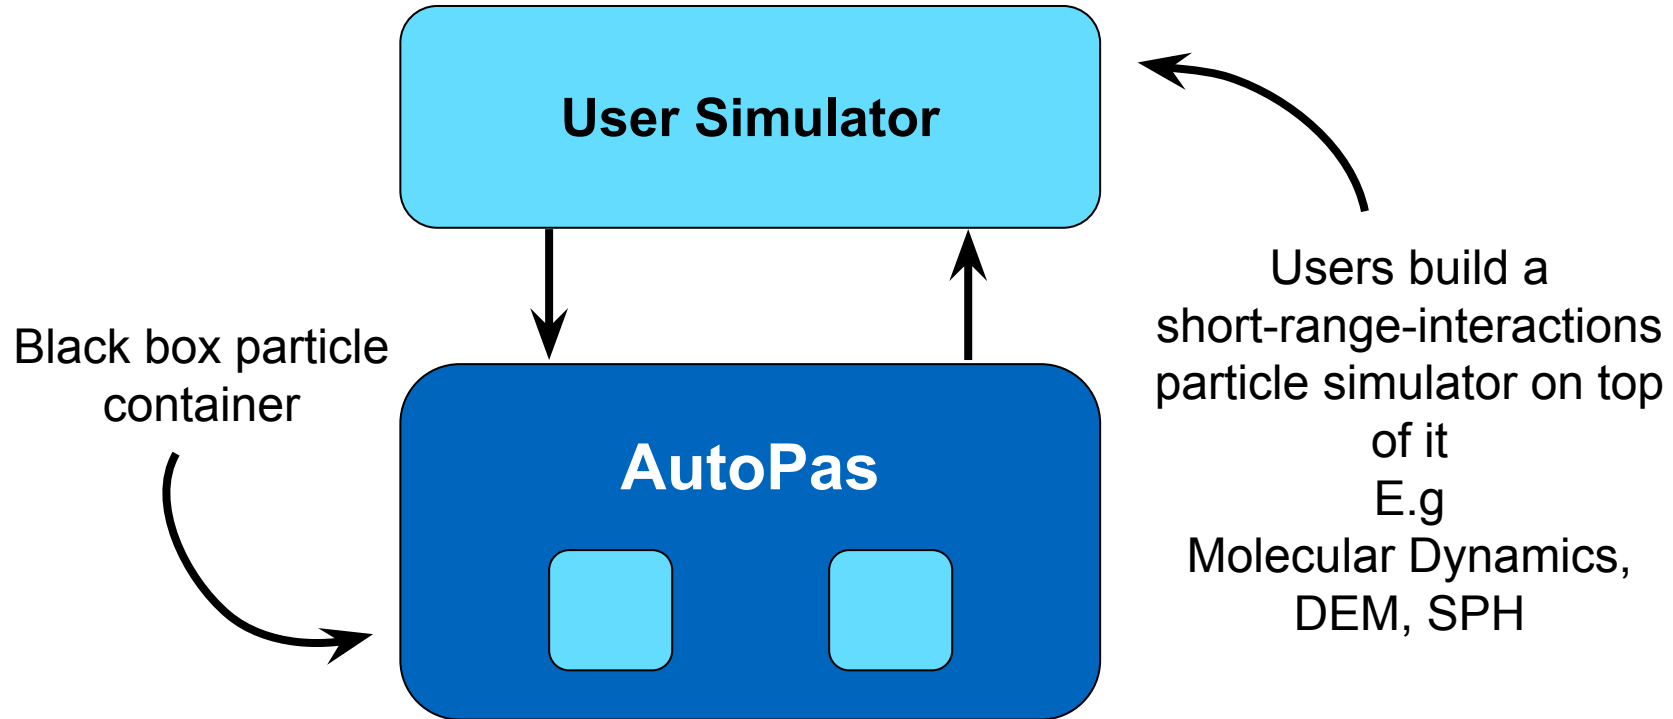 User Simulator
Black box particle
container
AutoPas
Users build a
short-range-interactions
particle simulator on top
of it
E.g
Molecular Dynamics,
DEM, SPH